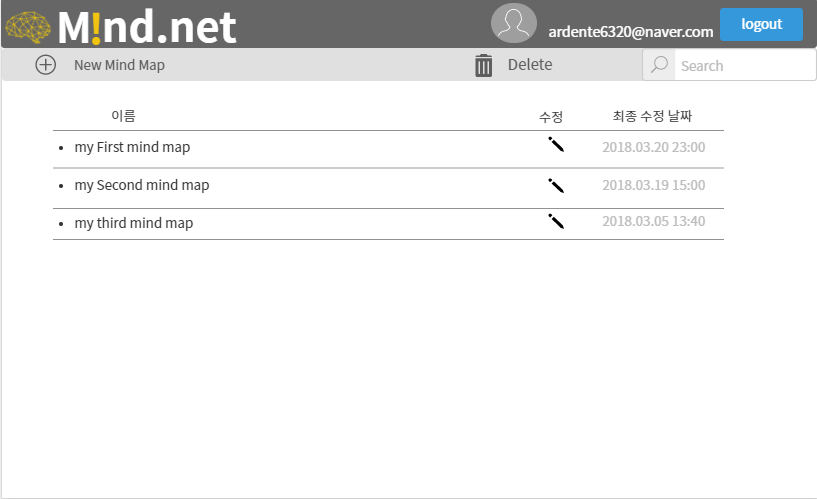 M!nd.net
ardente6320@naver.com
logout
New Mind Map
Delete
Search
이름 수정 최종 수정 날짜
• my First mind map 2018.03.20 23:00
• my Second mind map 2018.03.19 15:00
• my third mind map 2018.03.05 13:40